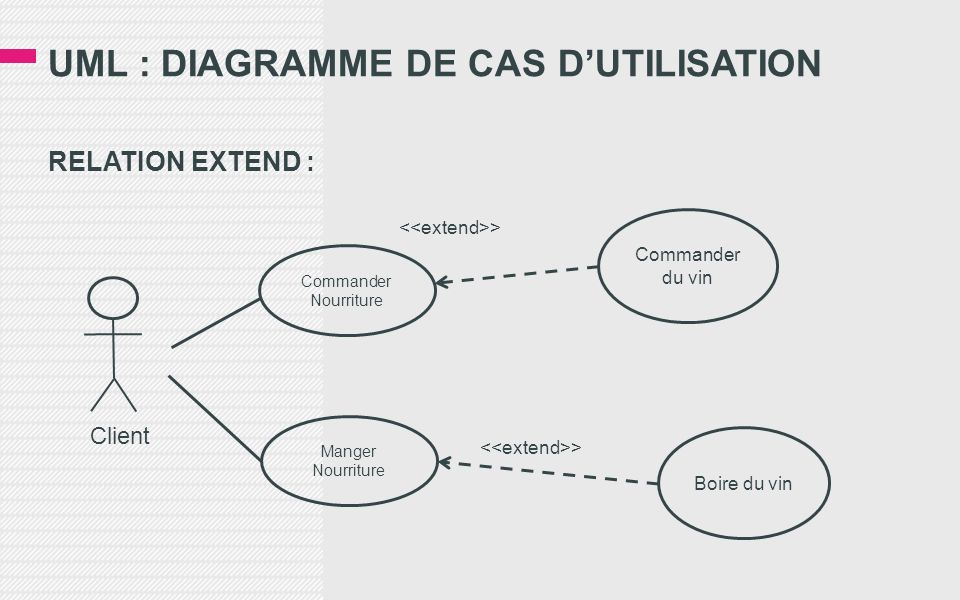 UML : DIAGRAMME DE CAS D’UTILISATION
RELATION EXTEND :
<<extend>>
Commander
du vin
Commander
Nourriture
Client
Manger
Nourriture
<<extend>>
Boire du vin